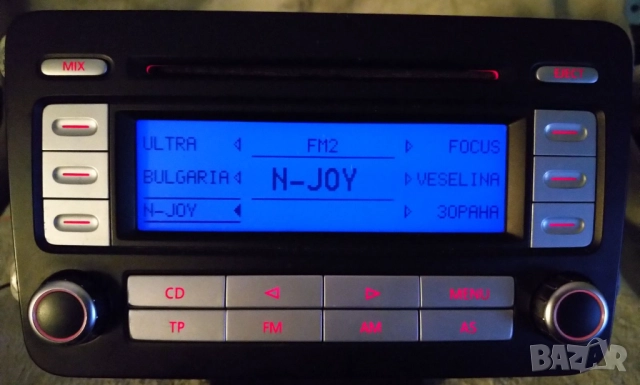 MIX
EJECT
ULTRA FM2 FOCUS
BULGARIA N-JOY VESELINA
N-JOY ЗОРАНА
CD MENU
TP FM AM AS
BAZAR